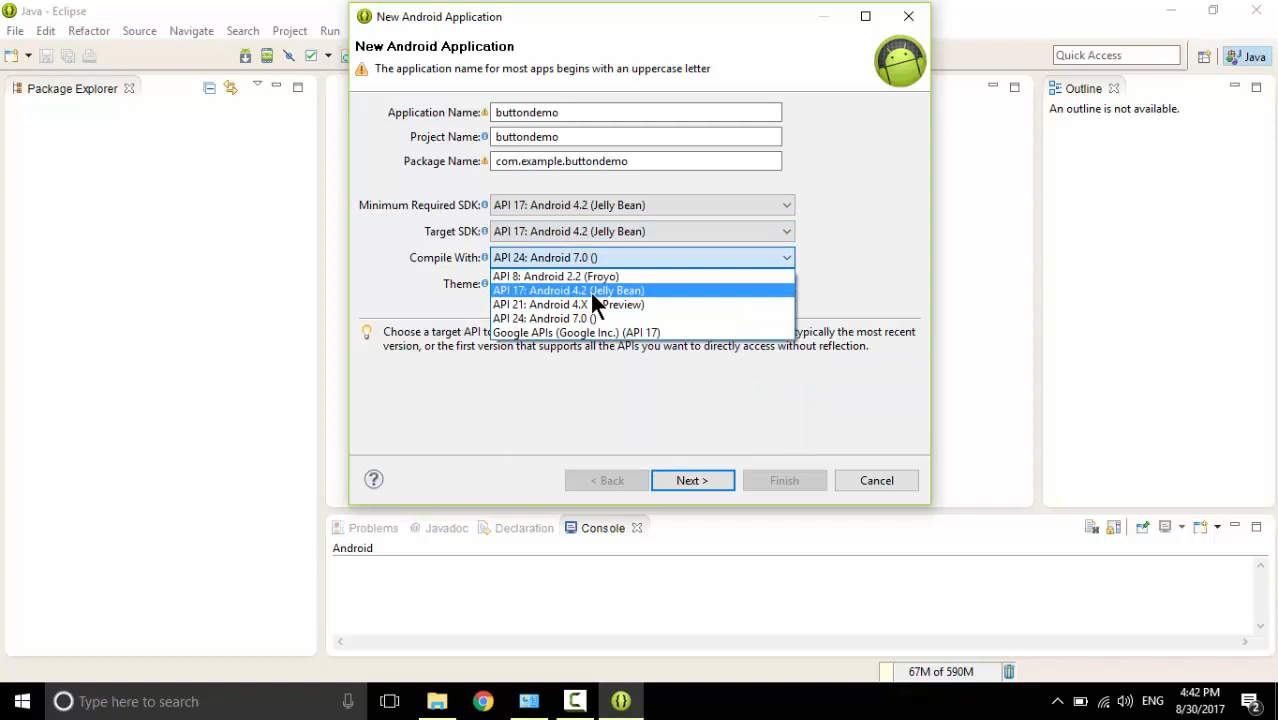 Java - Eclipse
File Edit Refactor Source Navigate Search Project Run
Quick Access
Java
Package Explorer
Outline
An outline is not available.
New Android Application
New Android Application
The application name for most apps begins with an uppercase letter
Application Name: buttondemo
Project Name: buttondemo
Package Name: com.example.buttondemo
Minimum Required SDK: API 17: Android 4.2 (Jelly Bean)
Target SDK: API 17: Android 4.2 (Jelly Bean)
Compile With: API 24: Android 7.0 ()
API 8: Android 2.2 (Froyo)
Theme:
API 17: Android 4.2 (Jelly Bean)
API 21: Android 4.X Preview)
API 24: Android 7.0 ()
Google APIs (Google Inc.) (API 17)
Choose a target API to typically the most recent
version, or the first version that supports all the APIs you want to directly access without reflection.
?
< Back Next > Finish Cancel
Problems @ Javadoc Declaration Console
Android
67M of 590M
Type here to search
ENG
4:42 PM
8/30/2017
2